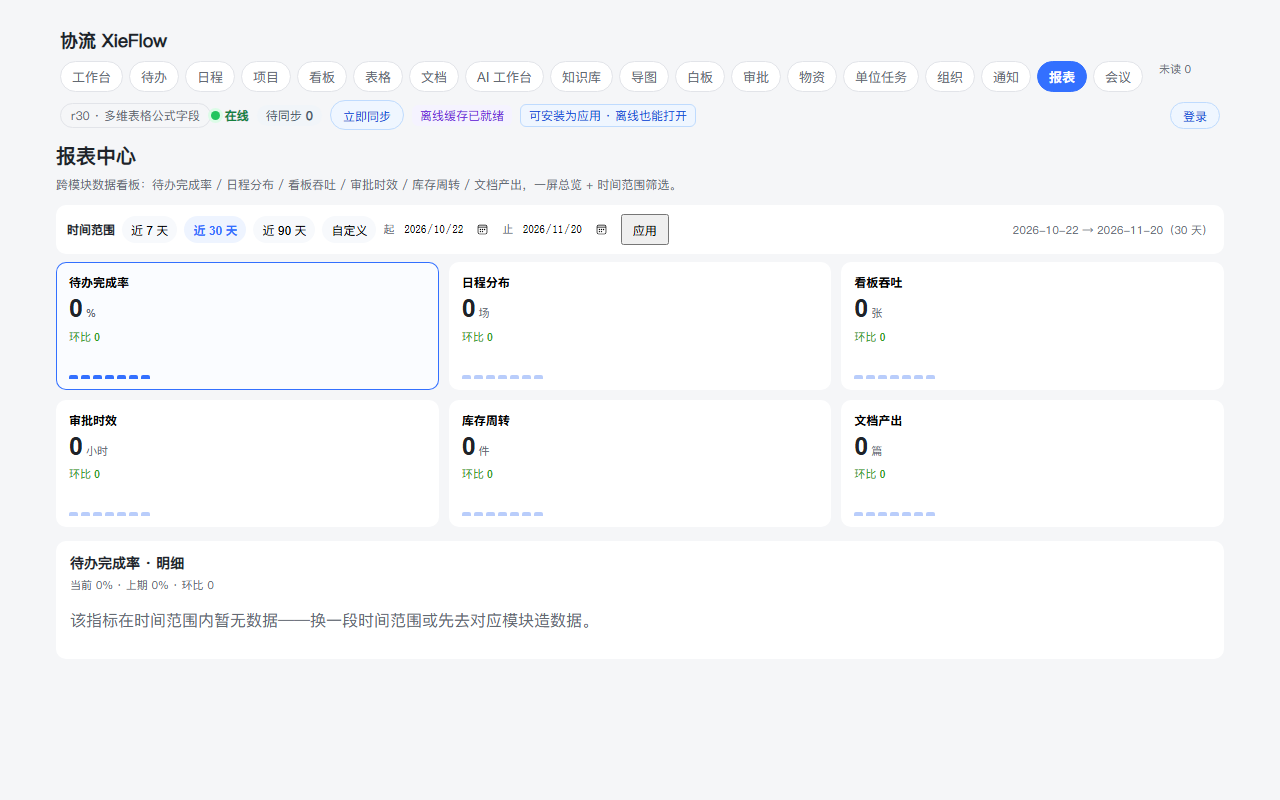 协流 XieFlow
工作台 待办 日程 项目 看板 表格 文档 AI 工作台 知识库 导图 白板 审批 物资 单位任务 组织 通知 报表 会议 未读 0
r30 · 多维表格公式字段 在线 待同步 0 立即同步 离线缓存已就绪 可安装为应用 · 离线也能打开 登录
报表中心
跨模块数据看板：待办完成率 / 日程分布 / 看板吞吐 / 审批时效 / 库存周转 / 文档产出，一屏总览 + 时间范围筛选。
时间范围 近 7 天 近 30 天 近 90 天 自定义 起 2026/10/22 止 2026/11/20 应用 2026-10-22 → 2026-11-20（30 天）
待办完成率 日程分布 看板吞吐
0 % 0 场 0 张
环比 0 环比 0 环比 0
审批时效 库存周转 文档产出
0 小时 0 件 0 篇
环比 0 环比 0 环比 0
待办完成率 · 明细
当前 0% · 上期 0% · 环比 0
该指标在时间范围内暂无数据——换一段时间范围或先去对应模块造数据。